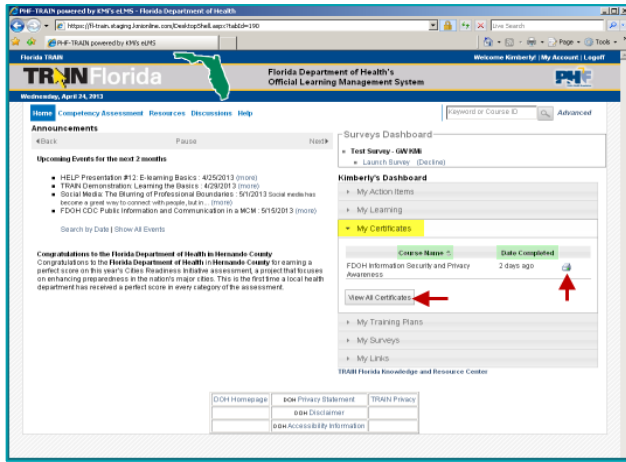 PHF-TRAIN powered by KMi's eLMS - Florida Department of Health
https://fl-train.staging.konionline.com/DesktopShell.aspx?tabId=190
Live Search
PHF-TRAIN powered by KMi's eLMS
Page
Tools
Florida TRAIN
Welcome Kimberly! | My Account | Logoff
TRAIN Florida
Florida Department of Health's
Official Learning Management System
PHF
Wednesday, April 24, 2013
Home Competency Assessment Resources Discussions Help
Keyword or Course ID
Advanced
Announcements
Back Pause Next
Upcoming Events for the next 2 months
HELP Presentation #12: E-learning Basics : 4/25/2013 (more)
TRAIN Demonstration: Learning the Basics : 4/29/2013 (more)
Social Media: The Blurring of Professional Boundaries : 5/1/2013 Social media has
become a great way to connect with people, but in... (more)
FDOH CDC Public Information and Communication in a MCM : 5/15/2013 (more)
Search by Date | Show All Events
Congratulations to the Florida Department of Health in Hernando County
Congratulations to the Florida Department of Health in Hernando County for earning a
perfect score on this year's Cities Readiness Initiative assessment, a project that focuses
on enhancing preparedness in the nation's major cities. This is the first time a local health
department has received a perfect score in every category of the assessment.
Surveys Dashboard
Test Survey - GW KMi
Launch Survey (Decline)
Kimberly's Dashboard
My Action Items
My Learning
My Certificates
Course Name Date Completed
FDOH Information Security and Privacy 2 days ago
Awareness
View All Certificates
My Training Plans
My Surveys
My Links
TRAIN Florida Knowledge and Resource Center
DOH Homepage DOH Privacy Statement TRAIN Privacy
DOH Disclaimer
DOH Accessibility Information